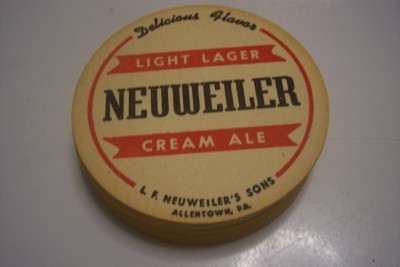 Delicious Flavor
LIGHT LAGER
NEUWEILER
CREAM ALE
L. F. NEUWEILER'S SONS
ALLENTOWN, PA.